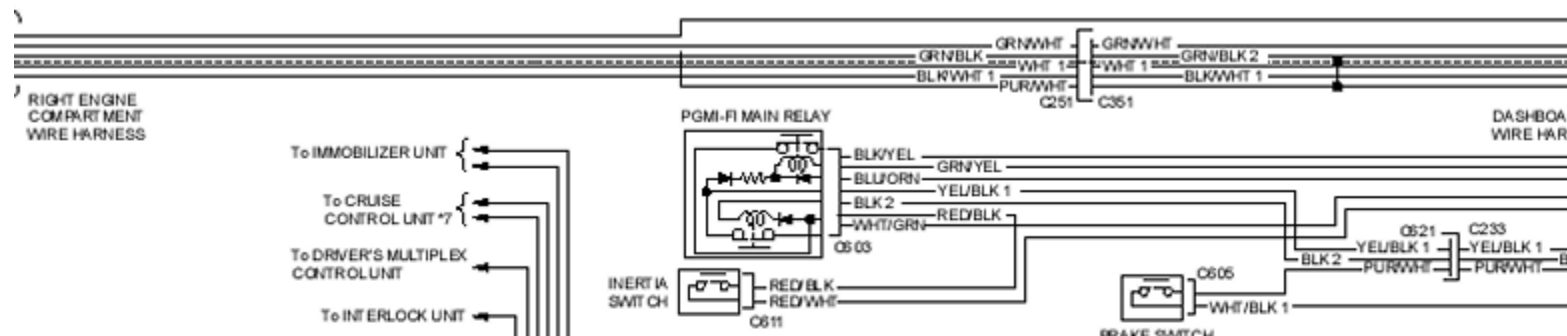 GRN/WHT GRN/WHT
GRN/BLK GRN/BLK 2
WHT 1 WHT 1
BLK/WHT 1 BLK/WHT 1
PUR/WHT
C251 C351
RIGHT ENGINE
COMPARTMENT
WIRE HARNESS
PGMI-FI MAIN RELAY
DASHBOA
WIRE HAR
To IMMOBILIZER UNIT
BLK/YEL
GRN/YEL
BLU/ORN
YEL/BLK 1
To CRUISE
CONTROL UNIT *7
BLK 2
RED/BLK
WHT/GRN
C603
C621 C233
YEL/BLK 1 YEL/BLK 1
BLK 2 B
PUR/WHT PUR/WHT
To DRIVER'S MULTIPLEX
CONTROL UNIT
INERTIA
SWITCH
RED/BLK
RED/WHT
C611
C605
WHT/BLK 1
To INTERLOCK UNIT
BRAKE SWITCH